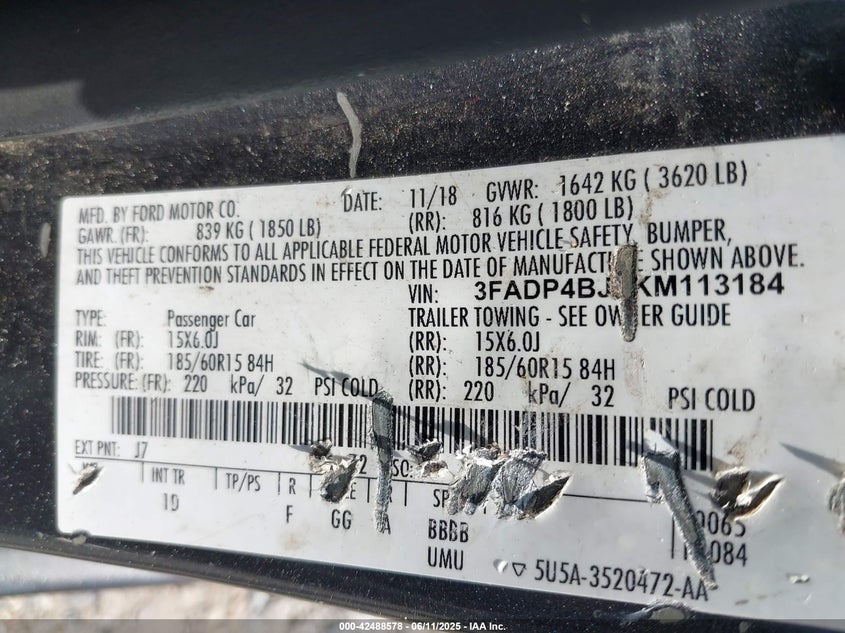 MFD. BY FORD MOTOR CO. DATE: 11/18 GVWR: 1642 KG ( 3620 LB)
GAWR: (FR): 839 KG ( 1850 LB) (RR): 816 KG ( 1800 LB)
THIS VEHICLE CONFORMS TO ALL APPLICABLE FEDERAL MOTOR VEHICLE SAFETY, BUMPER,
AND THEFT PREVENTION STANDARDS IN EFFECT ON THE DATE OF MANUFACTURE SHOWN ABOVE.
VIN: 3FADP4BJ KM113184
TYPE: Passenger Car TRAILER TOWING - SEE OWNER GUIDE
RIM: (FR): 15X6.0J (RR): 15X6.0J
TIRE: (FR): 185/60R15 84H (RR): 185/60R15 84H
PRESSURE: (FR): 220 kPa/ 32 PSI COLD (RR): 220 kPa/ 32 PSI COLD
EXT PNT: J7
INT TR TP/PS R
10 F GG A BBBB
UMU
▽ 5U5A-3520472-AA
000-42488578 - 06/11/2025 - IAA Inc.